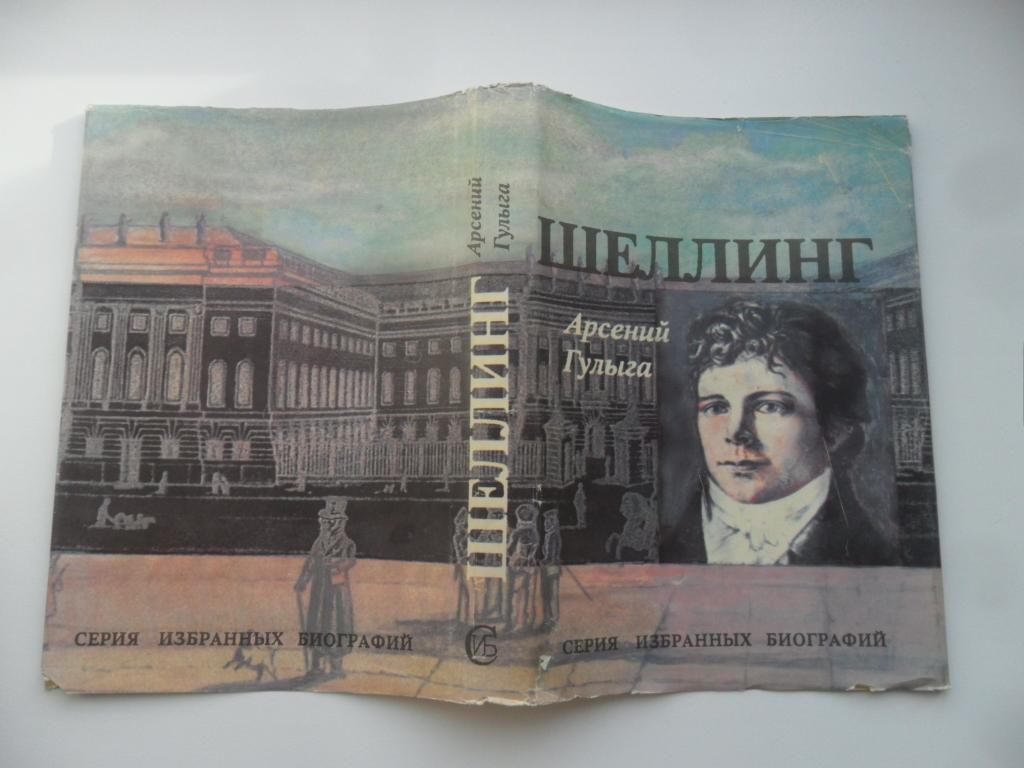 СЕРИЯ ИЗБРАННЫХ БИОГРАФИЙ
Арсений
Гулыга
ШЕЛЛИНГ
СИБ
ШЕЛЛИНГ
Арсений
Гулыга
СЕРИЯ ИЗБРАННЫХ БИОГРАФИЙ